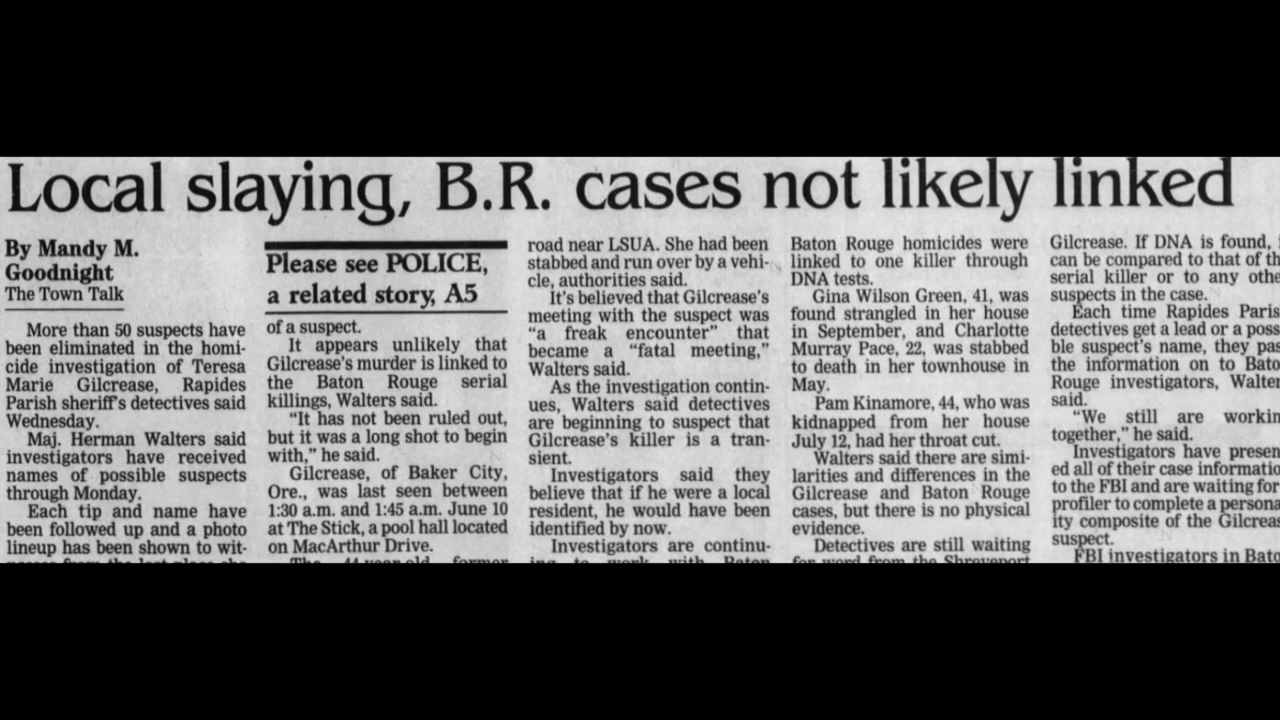 Local slaying, B.R. cases not likely linked
By Mandy M.
Goodnight
The Town Talk
More than 50 suspects have
been eliminated in the homi-
cide investigation of Teresa
Marie Gilcrease, Rapides
Parish sheriff's detectives said
Wednesday.
Maj. Herman Walters said
investigators have received
names of possible suspects
through Monday.
Each tip and name have
been followed up and a photo
lineup has been shown to wit-
Please see POLICE,
a related story, A5
of a suspect.
It appears unlikely that
Gilcrease's murder is linked to
the Baton Rouge serial
killings, Walters said.
"It has not been ruled out,
but it was a long shot to begin
with," he said.
Gilcrease, of Baker City,
Ore., was last seen between
1:30 a.m. and 1:45 a.m. June 10
at The Stick, a pool hall located
on MacArthur Drive.
The 44-year-old former
road near LSUA. She had been
stabbed and run over by a vehi-
cle, authorities said.
It's believed that Gilcrease's
meeting with the suspect was
"a freak encounter" that
became a "fatal meeting,"
Walters said.
As the investigation contin-
ues, Walters said detectives
are beginning to suspect that
Gilcrease's killer is a tran-
sient.
Investigators said they
believe that if he were a local
resident, he would have been
identified by now.
Investigators are continu-
ing to work with Baton
Baton Rouge homicides were
linked to one killer through
DNA tests.
Gina Wilson Green, 41, was
found strangled in her house
in September, and Charlotte
Murray Pace, 22, was stabbed
to death in her townhouse in
May.
Pam Kinamore, 44, who was
kidnapped from her house
July 12, had her throat cut.
Walters said there are simi-
larities and differences in the
Gilcrease and Baton Rouge
cases, but there is no physical
evidence.
Detectives are still waiting
for word from the Shreveport
Gilcrease. If DNA is found, i
can be compared to that of th
serial killer or to any othe
suspects in the case.
Each time Rapides Paris
detectives get a lead or a poss
ble suspect's name, they pas
the information on to Bato
Rouge investigators, Walter
said.
"We still are workin
together," he said.
Investigators have presen
ed all of their case informatio
to the FBI and are waiting for
profiler to complete a persona
ity composite of the Gilcreas
suspect.
FBI investigators in Bato